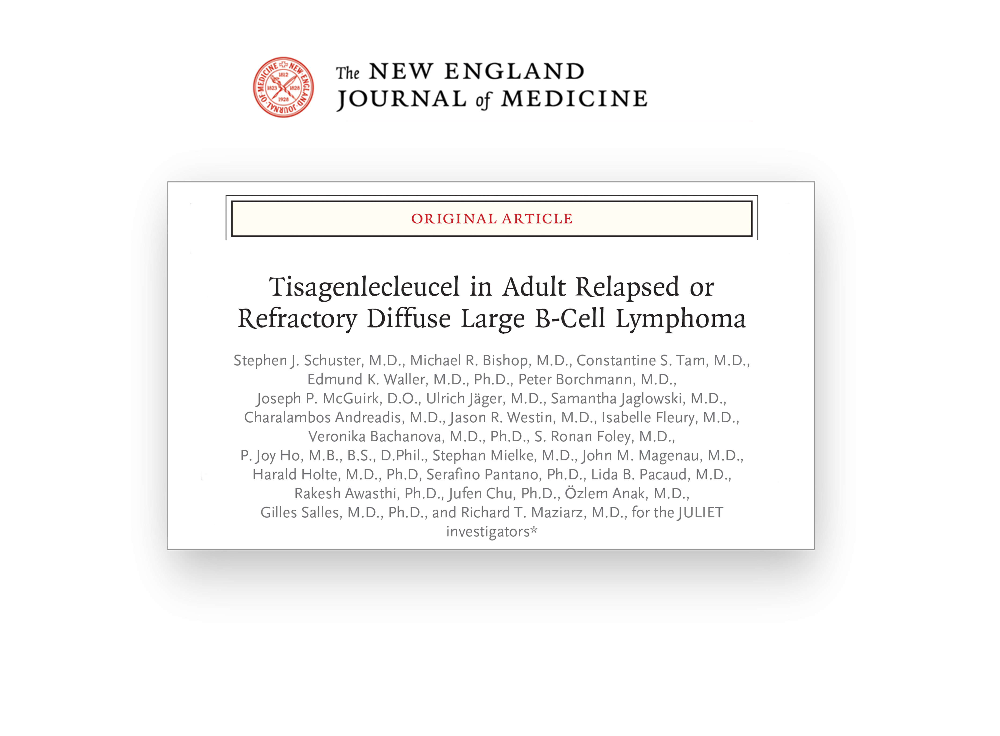 NEW ENGLAND JOURNAL OF MEDICINE
1812
1823 1828
1928
The NEW ENGLAND
JOURNAL of MEDICINE
ORIGINAL ARTICLE
Tisagenlecleucel in Adult Relapsed or
Refractory Diffuse Large B-Cell Lymphoma
Stephen J. Schuster, M.D., Michael R. Bishop, M.D., Constantine S. Tam, M.D.,
Edmund K. Waller, M.D., Ph.D., Peter Borchmann, M.D.,
Joseph P. McGuirk, D.O., Ulrich Jäger, M.D., Samantha Jaglowski, M.D.,
Charalambos Andreadis, M.D., Jason R. Westin, M.D., Isabelle Fleury, M.D.,
Veronika Bachanova, M.D., Ph.D., S. Ronan Foley, M.D.,
P. Joy Ho, M.B., B.S., D.Phil., Stephan Mielke, M.D., John M. Magenau, M.D.,
Harald Holte, M.D., Ph.D, Serafino Pantano, Ph.D., Lida B. Pacaud, M.D.,
Rakesh Awasthi, Ph.D., Jufen Chu, Ph.D., Özlem Anak, M.D.,
Gilles Salles, M.D., Ph.D., and Richard T. Maziarz, M.D., for the JULIET
investigators*